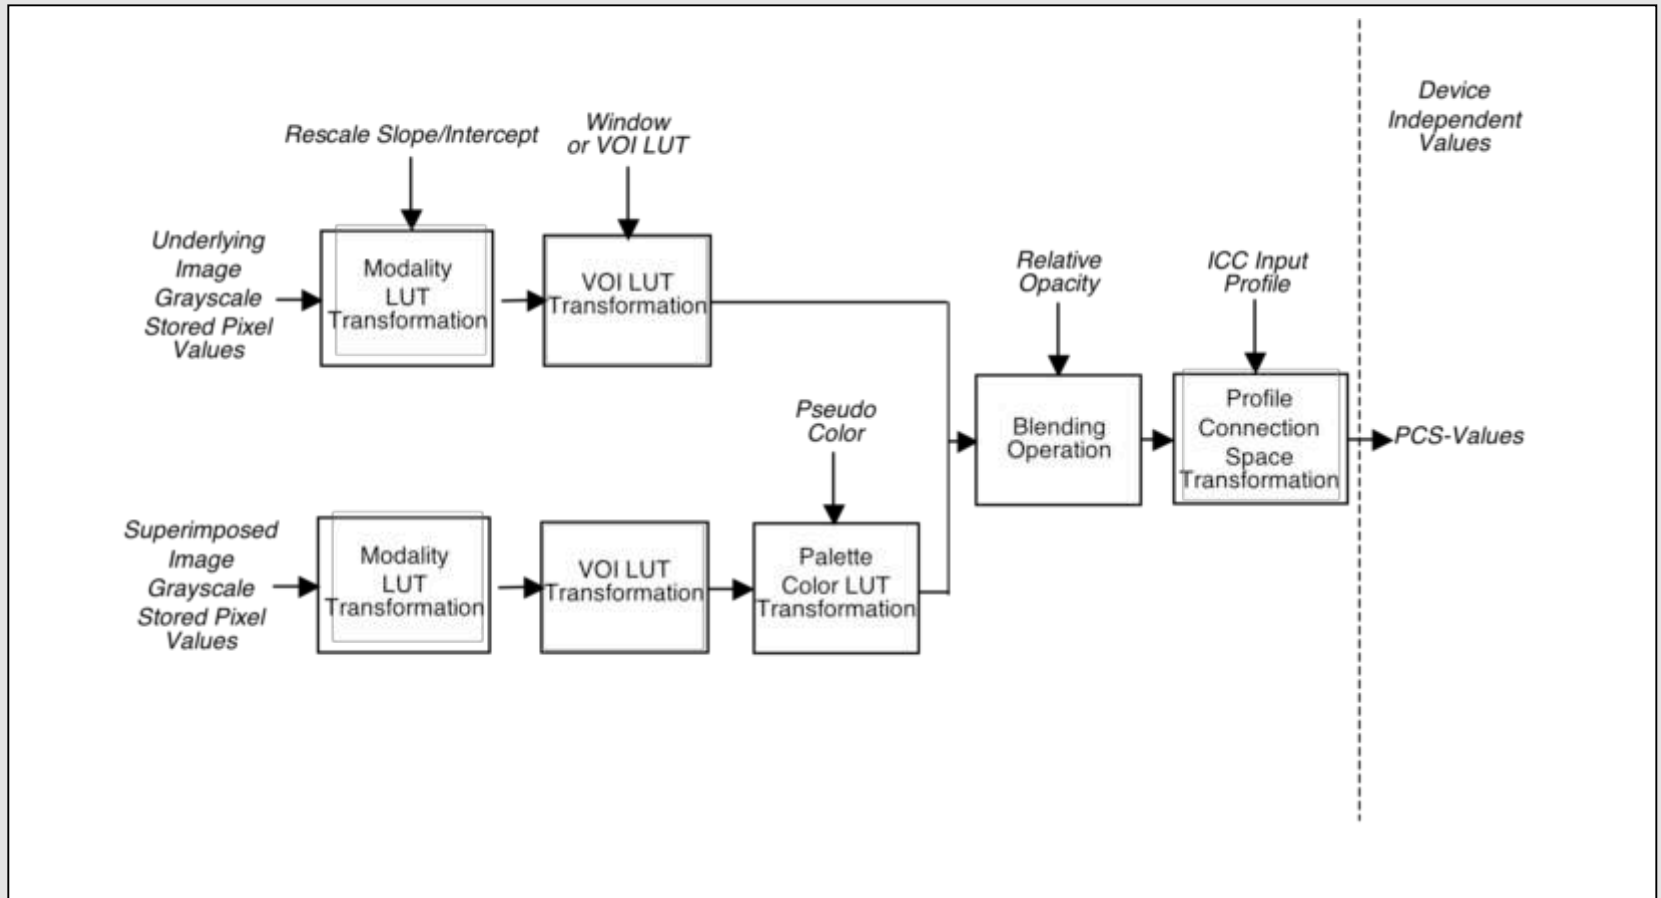 Device
Independent
Values
Rescale Slope/Intercept
Window
or VOI LUT
Underlying
Image
Grayscale
Stored Pixel
Values
Modality
LUT
Transformation
VOI LUT
Transformation
Relative
Opacity
ICC Input
Profile
Pseudo
Color
Blending
Operation
Profile
Connection
Space
Transformation
PCS-Values
Superimposed
Image
Grayscale
Stored Pixel
Values
Modality
LUT
Transformation
VOI LUT
Transformation
Palette
Color LUT
Transformation